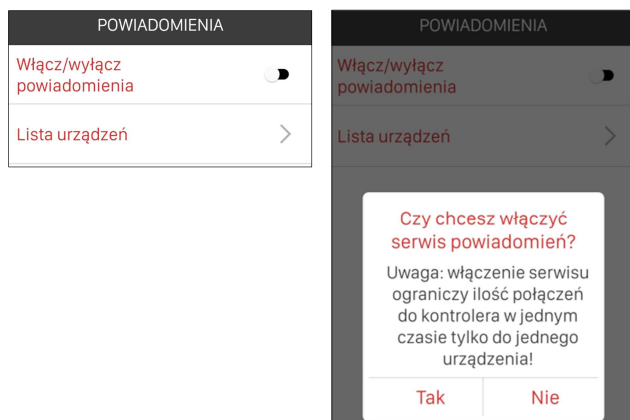 POWIADOMIENIA
Włącz/wyłącz
powiadomienia
Lista urządzeń
POWIADOMIENIA
Włącz/wyłącz
powiadomienia
Lista urządzeń
Czy chcesz włączyć
serwis powiadomień?
Uwaga: włączenie serwisu
ograniczy ilość połączeń
do kontrolera w jednym
czasie tylko do jednego
urządzenia!
Tak Nie